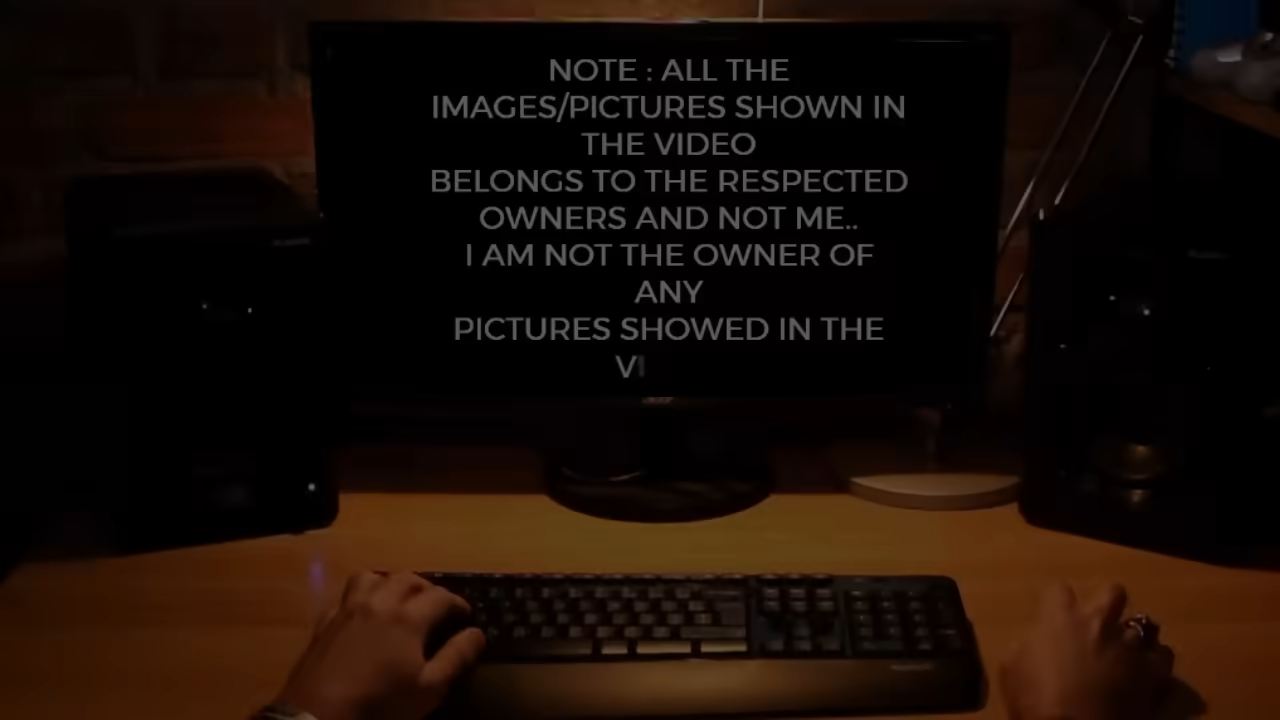 NOTE : ALL THE
IMAGES/PICTURES SHOWN IN
THE VIDEO
BELONGS TO THE RESPECTED
OWNERS AND NOT ME..
I AM NOT THE OWNER OF
ANY
PICTURES SHOWED IN THE
VI